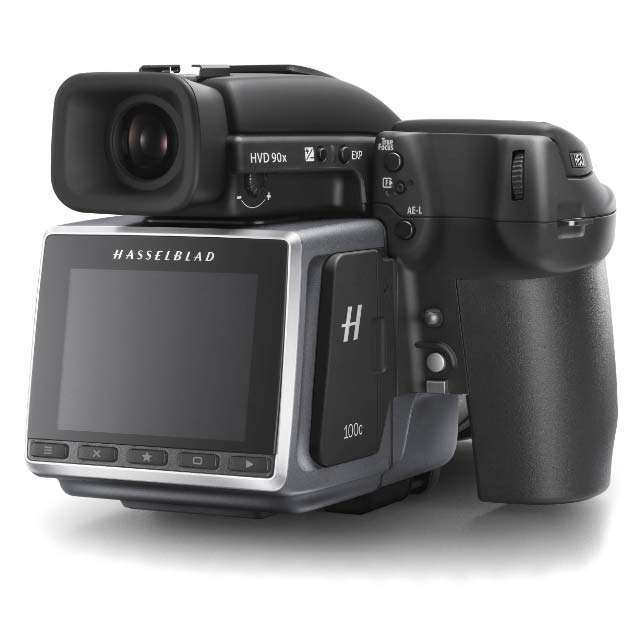 HVD 90x
EXP
True
Focus
AE-L
HASSELBLAD
H
100c